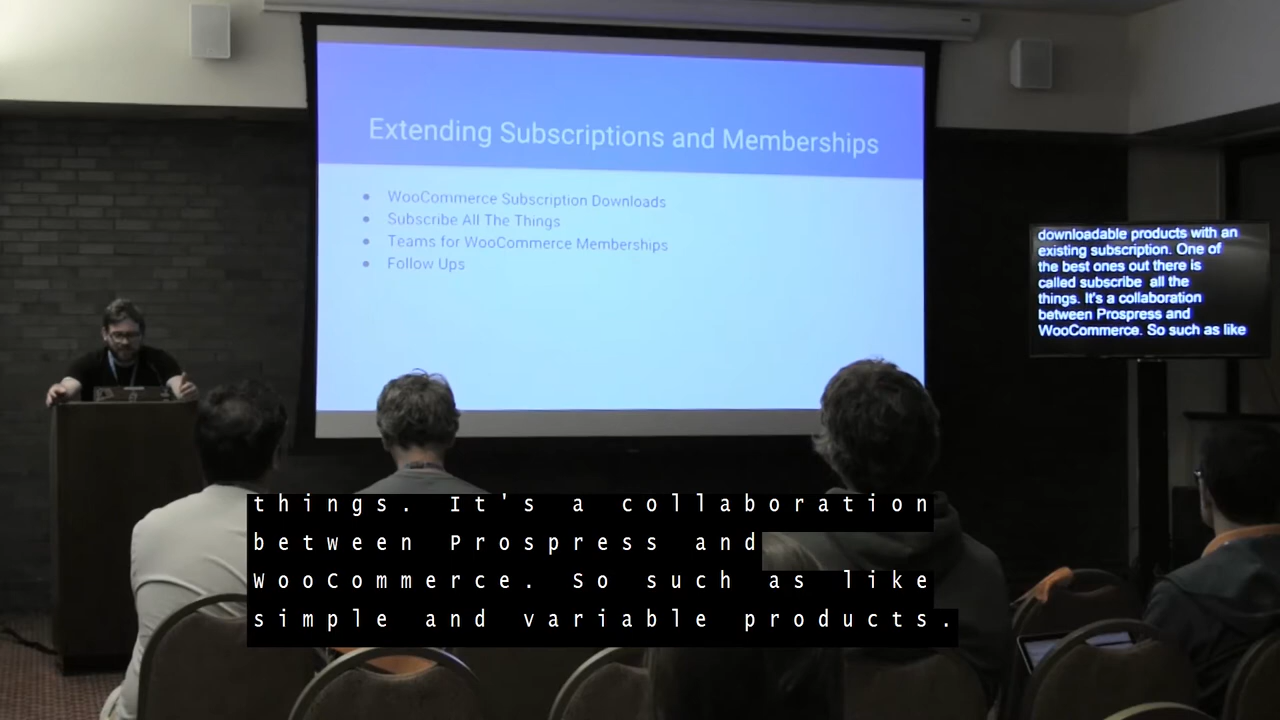 Extending Subscriptions and Memberships
● WooCommerce Subscription Downloads
● Subscribe All The Things
● Teams for WooCommerce Memberships
● Follow Ups
downloadable products with an
existing subscription. One of
the best ones out there is
called subscribe all the
things. It's a collaboration
between Prospress and
WooCommerce. So such as like
things. It's a collaboration
between Prospress and
WooCommerce. So such as like
simple and variable products.